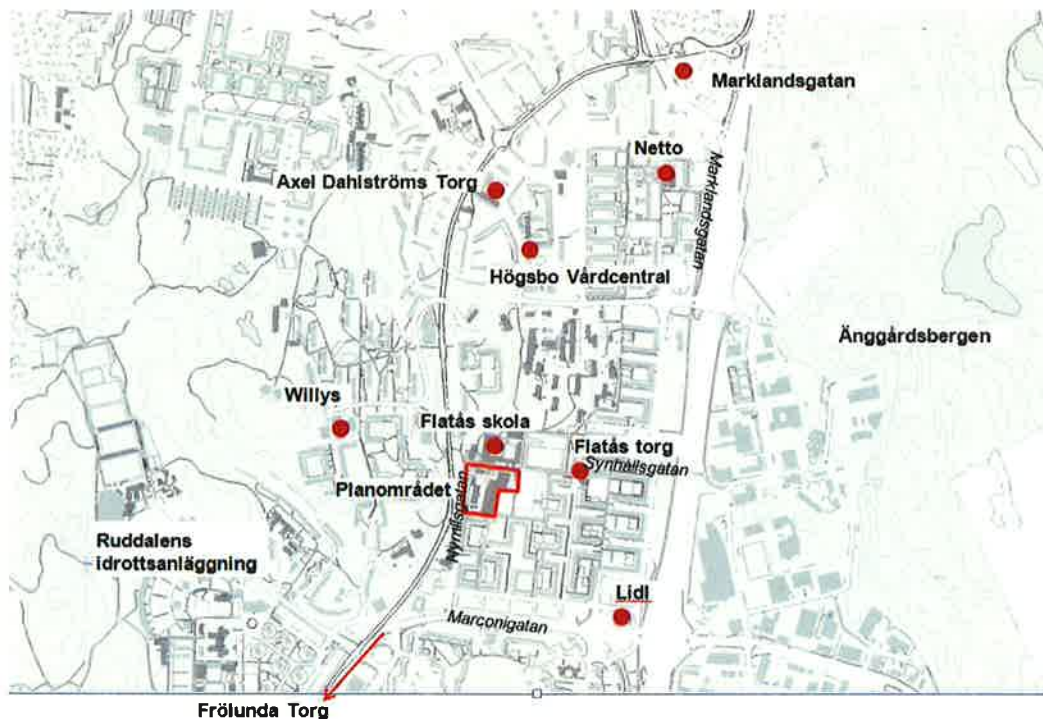 Marklandsgatan
Netto
Marklandsgatan
Axel Dahlströms Torg
Högsbo Vårdcentral
Änggårdsbergen
Willys
Flatås skola
Flatås torg
Synhållsgatan
Planområdet
Nymilsgatan
Ruddalens
idrottsanläggning
Lidl
Marconigatan
Frölunda Torg